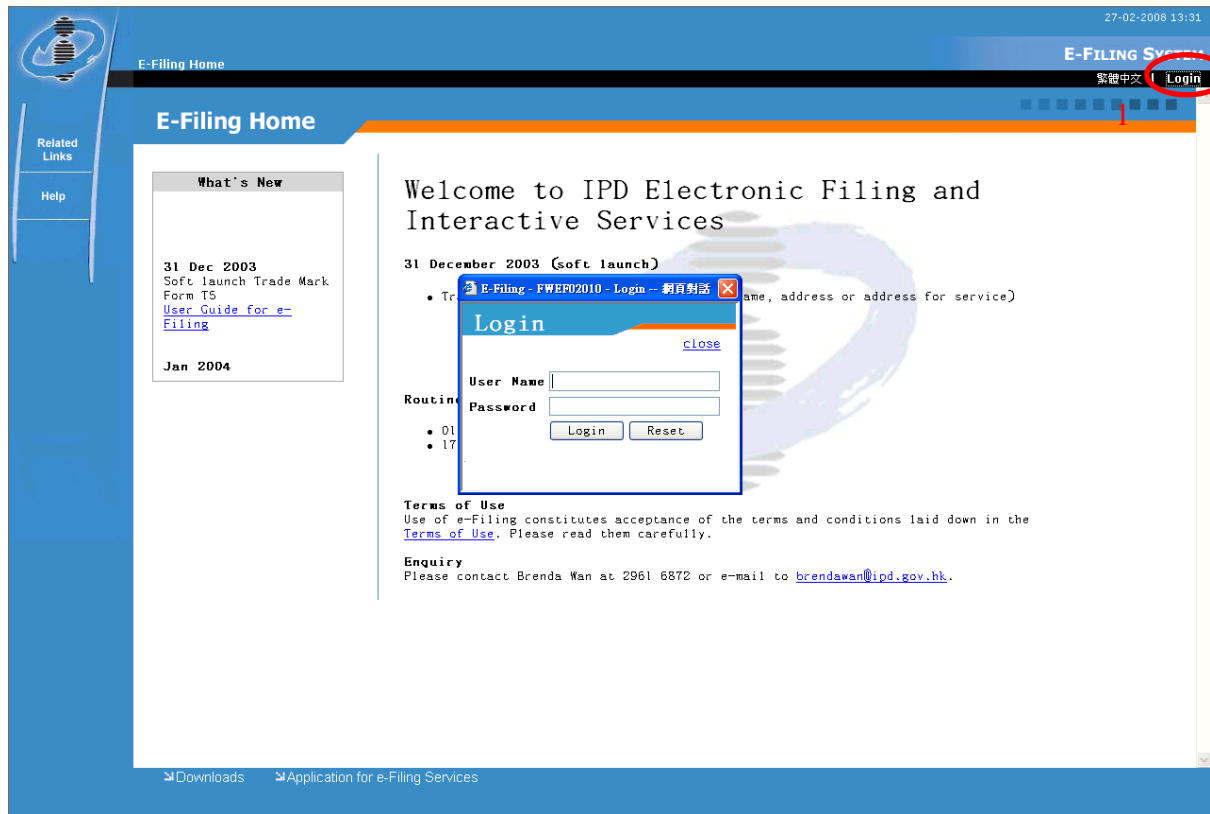 27-02-2008 13:31
E-Filing Home
E-FILING SYSTEM
繁體中文 | Login
1
E-Filing Home
Related
Links
Help
What's New
31 Dec 2003
Soft launch Trade Mark
Form T5
User Guide for e-
Filing
Jan 2004
Welcome to IPD Electronic Filing and
Interactive Services
31 December 2003 (soft launch)
• Tr
ame, address or address for service)
E-Filing - FWEF02010 - Login -- 網頁對話
Login
close
User Name
Password
Login Reset
Routine
• 01
• 17
Terms of Use
Use of e-Filing constitutes acceptance of the terms and conditions laid down in the
Terms of Use. Please read them carefully.
Enquiry
Please contact Brenda Wan at 2961 6872 or e-mail to brendawan@ipd.gov.hk.
Downloads Application for e-Filing Services